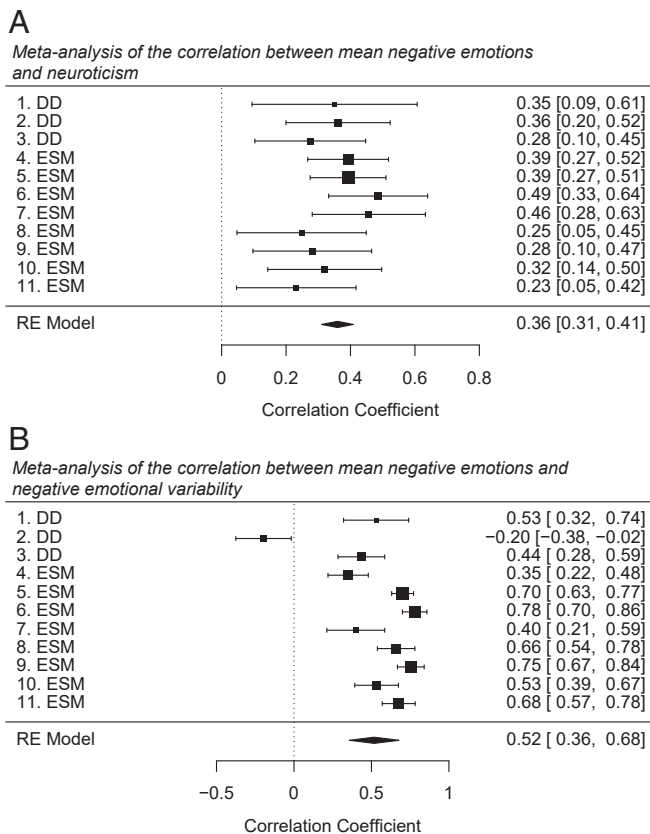 A
Meta-analysis of the correlation between mean negative emotions
and neuroticism
1. DD 0.35 [0.09, 0.61]
2. DD 0.36 [0.20, 0.52]
3. DD 0.28 [0.10, 0.45]
4. ESM 0.39 [0.27, 0.52]
5. ESM 0.39 [0.27, 0.51]
6. ESM 0.49 [0.33, 0.64]
7. ESM 0.46 [0.28, 0.63]
8. ESM 0.25 [0.05, 0.45]
9. ESM 0.28 [0.10, 0.47]
10. ESM 0.32 [0.14, 0.50]
11. ESM 0.23 [0.05, 0.42]
RE Model 0.36 [0.31, 0.41]
0 0.2 0.4 0.6 0.8
Correlation Coefficient
B
Meta-analysis of the correlation between mean negative emotions and
negative emotional variability
1. DD 0.53 [ 0.32, 0.74]
2. DD −0.20 [−0.38, −0.02]
3. DD 0.44 [ 0.28, 0.59]
4. ESM 0.35 [ 0.22, 0.48]
5. ESM 0.70 [ 0.63, 0.77]
6. ESM 0.78 [ 0.70, 0.86]
7. ESM 0.40 [ 0.21, 0.59]
8. ESM 0.66 [ 0.54, 0.78]
9. ESM 0.75 [ 0.67, 0.84]
10. ESM 0.53 [ 0.39, 0.67]
11. ESM 0.68 [ 0.57, 0.78]
RE Model 0.52 [ 0.36, 0.68]
−0.5 0 0.5 1
Correlation Coefficient